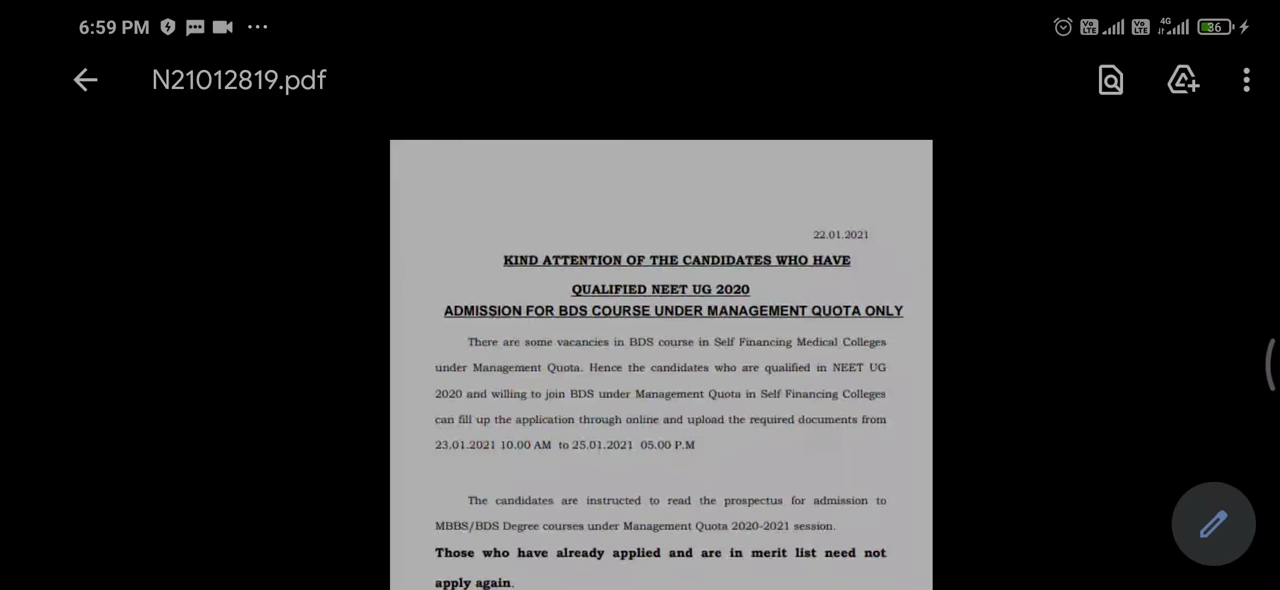 6:59 PM
Vo LTE Vo LTE 4G 36
N21012819.pdf
22.01.2021
KIND ATTENTION OF THE CANDIDATES WHO HAVE
QUALIFIED NEET UG 2020
ADMISSION FOR BDS COURSE UNDER MANAGEMENT QUOTA ONLY
There are some vacancies in BDS course in Self Financing Medical Colleges
under Management Quota. Hence the candidates who are qualified in NEET UG
2020 and willing to join BDS under Management Quota in Self Financing Colleges
can fill up the application through online and upload the required documents from
23.01.2021 10.00 AM to 25.01.2021 05.00 P.M
The candidates are instructed to read the prospectus for admission to
MBBS/BDS Degree courses under Management Quota 2020-2021 session.
Those who have already applied and are in merit list need not
apply again.